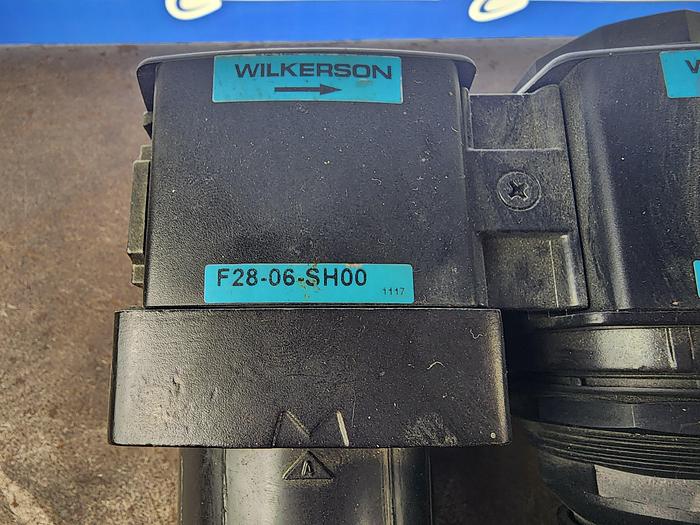 WILKERSON
F28-06-SH00
1117
A